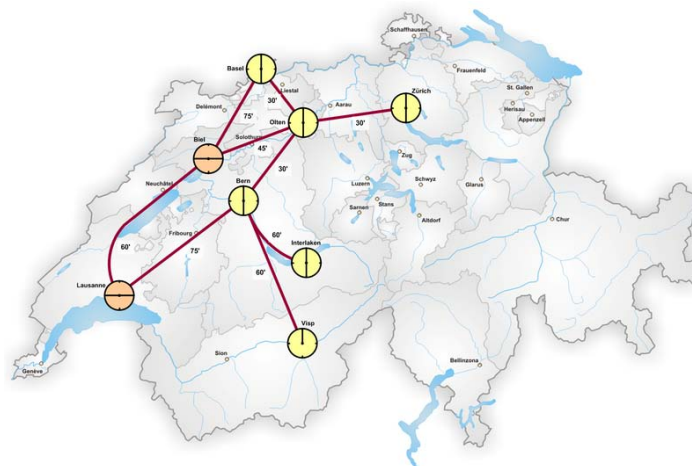 Schaffhausen
Basel
Liestal
Frauenfeld
Zürich
St. Gallen
Herisau
Appenzell
Delémont
75'
30'
Aarau
Olten
30'
Solothurn
Biel
45'
Zug
Neuchâtel
30'
Luzern
Schwyz
Glarus
Bern
Stans
Sarnen
Altdorf
Chur
Fribourg
60'
75'
60'
Interlaken
60'
Lausanne
Visp
Sion
Genève
Bellinzona